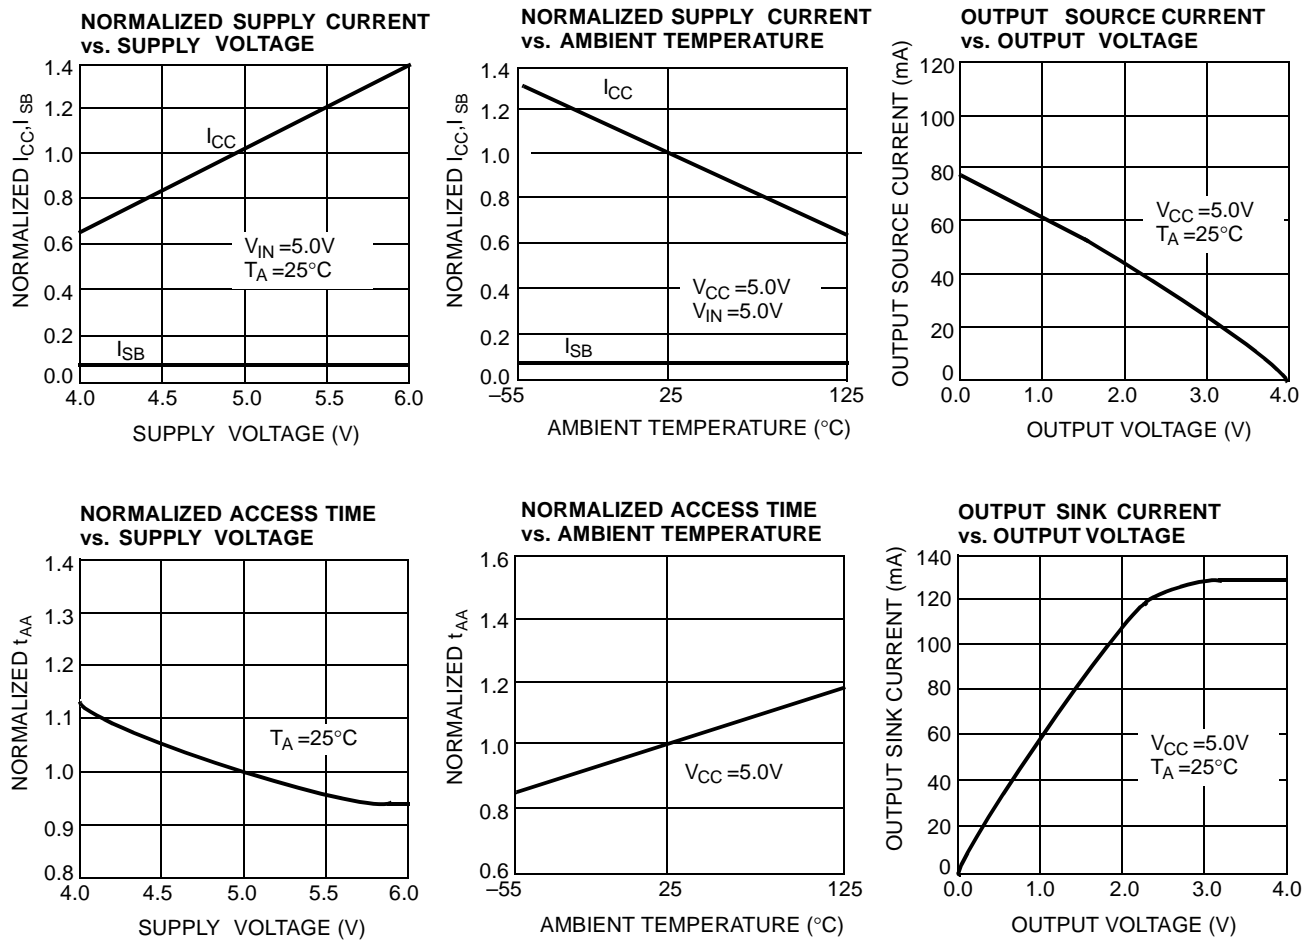 NORMALIZED SUPPLY CURRENT
vs. SUPPLY VOLTAGE
1.4
1.2
1.0
0.8
0.6
0.4
0.2
0.0
4.0 4.5 5.0 5.5 6.0
NORMALIZED ICC, ISB
ICC
VIN =5.0V
TA =25°C
ISB
SUPPLY VOLTAGE (V)
NORMALIZED SUPPLY CURRENT
vs. AMBIENT TEMPERATURE
1.4
1.2
1.0
0.8
0.6
0.4
0.2
0.0
–55 25 125
NORMALIZED ICC, ISB
ICC
VCC =5.0V
VIN =5.0V
ISB
AMBIENT TEMPERATURE (°C)
OUTPUT SOURCE CURRENT
vs. OUTPUT VOLTAGE
120
100
80
60
40
20
0
0.0 1.0 2.0 3.0 4.0
OUTPUT SOURCE CURRENT (mA)
VCC =5.0V
TA =25°C
OUTPUT VOLTAGE (V)
NORMALIZED ACCESS TIME
vs. SUPPLY VOLTAGE
1.4
1.3
1.2
1.1
1.0
0.9
0.8
4.0 4.5 5.0 5.5 6.0
NORMALIZED tAA
TA =25°C
SUPPLY VOLTAGE (V)
NORMALIZED ACCESS TIME
vs. AMBIENT TEMPERATURE
1.6
1.4
1.2
1.0
0.8
0.6
–55 25 125
NORMALIZED tAA
VCC =5.0V
AMBIENT TEMPERATURE (°C)
OUTPUT SINK CURRENT
vs. OUTPUT VOLTAGE
140
120
100
80
60
40
20
0
0.0 1.0 2.0 3.0 4.0
OUTPUT SINK CURRENT (mA)
VCC =5.0V
TA =25°C
OUTPUT VOLTAGE (V)